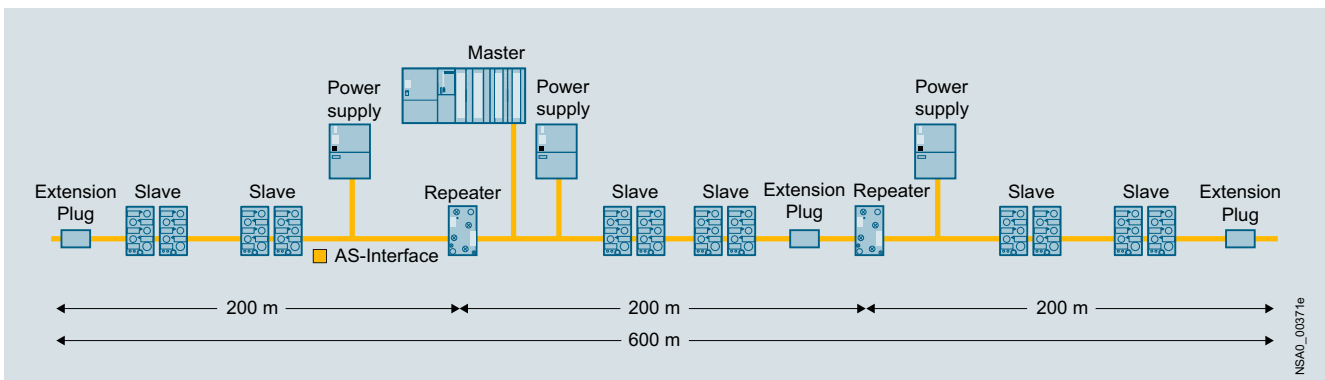 Master
Power
supply
Power
supply
Power
supply
Extension
Plug
Slave
Slave
Repeater
Slave
Slave
Extension
Plug
Repeater
Slave
Slave
Extension
Plug
AS-Interface
200 m
200 m
200 m
600 m
NSA0_00371e